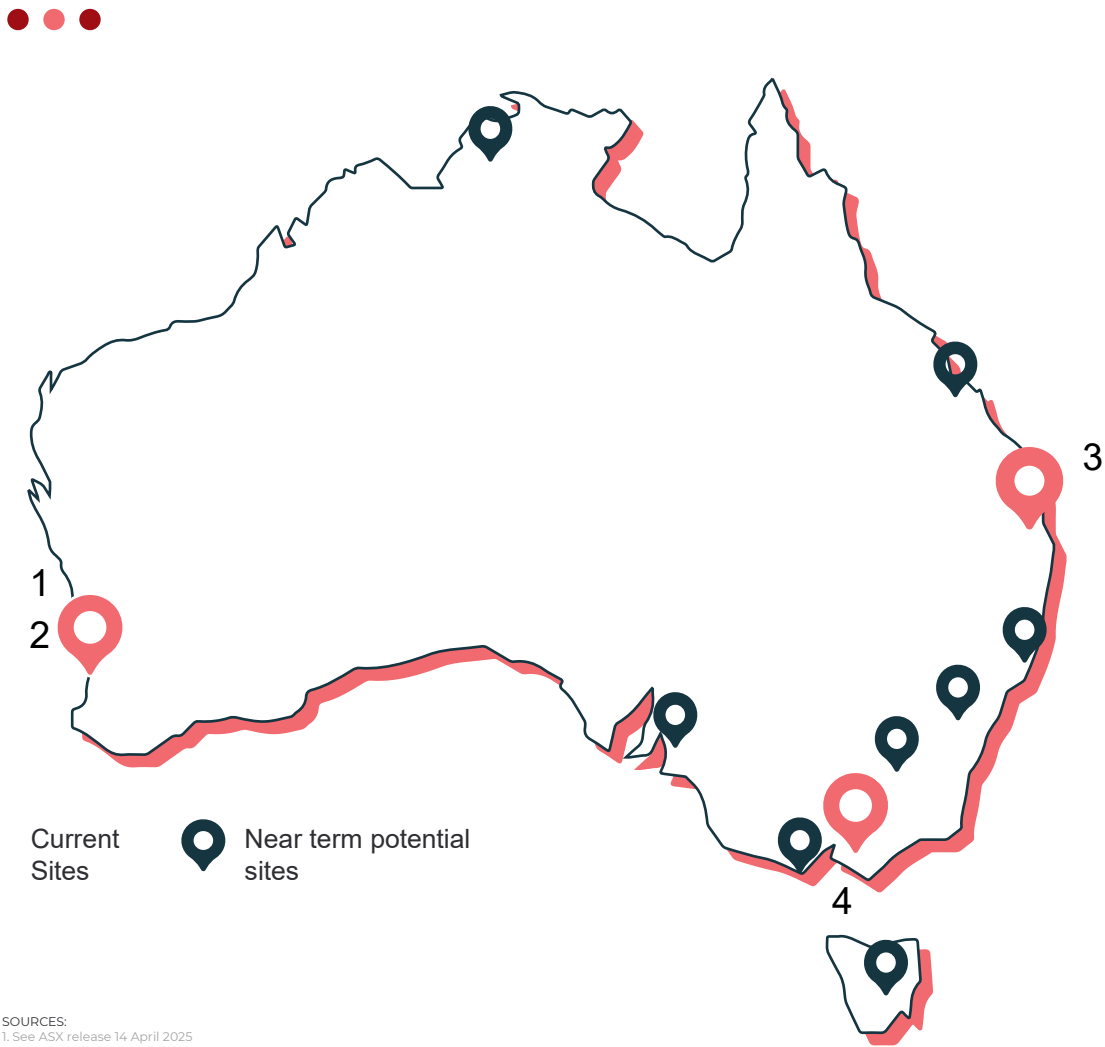 3
1
2
Current
Sites
Near term potential
sites
4
SOURCES:
1. See ASX release 14 April 2025